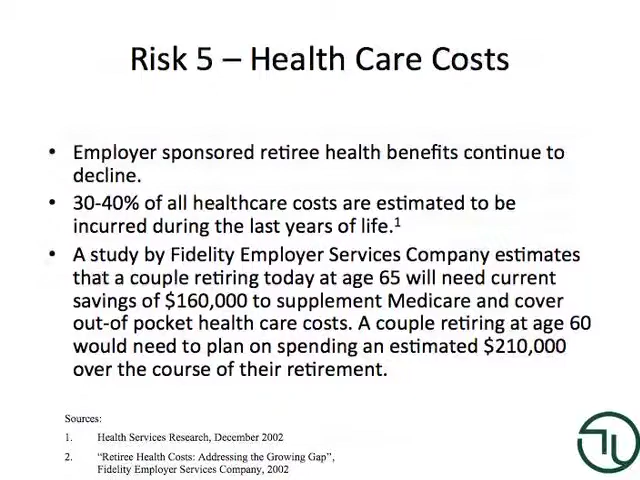 Risk 5 – Health Care Costs
• Employer sponsored retiree health benefits continue to
decline.
• 30-40% of all healthcare costs are estimated to be
incurred during the last years of life.1
• A study by Fidelity Employer Services Company estimates
that a couple retiring today at age 65 will need current
savings of $160,000 to supplement Medicare and cover
out-of pocket health care costs. A couple retiring at age 60
would need to plan on spending an estimated $210,000
over the course of their retirement.
Sources:
1. Health Services Research, December 2002
2. “Retiree Health Costs: Addressing the Growing Gap”,
Fidelity Employer Services Company, 2002